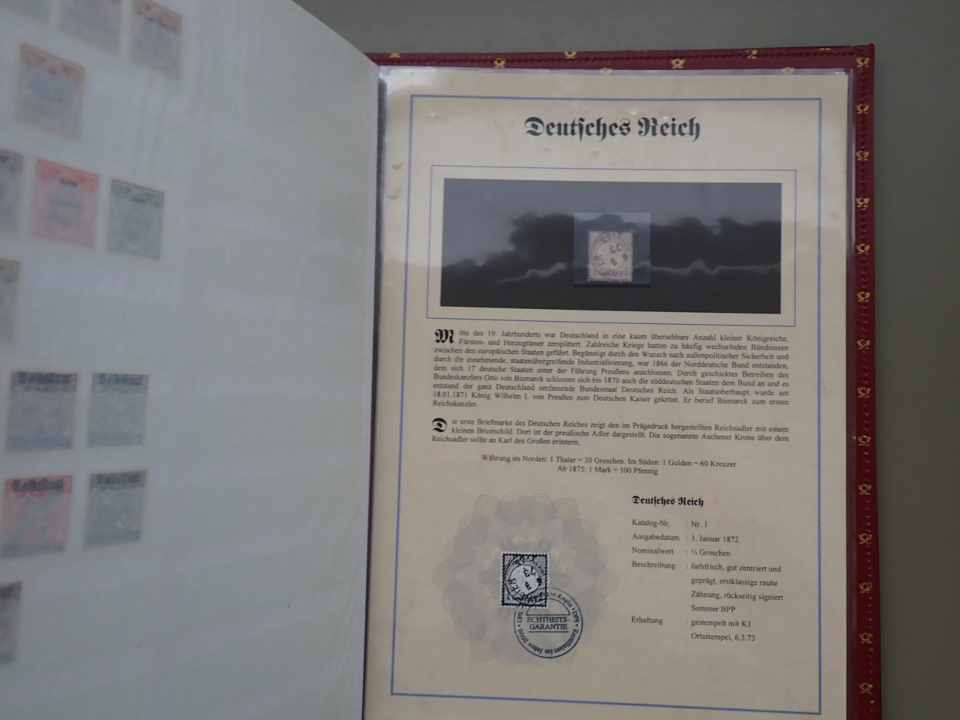 Deutsches Reich
Mitte des 19. Jahrhunderts war Deutschland in eine kaum übersehbare Anzahl kleiner Königreiche,
Fürsten- und Herzogtümer zersplittert. Zahlreiche Kriege hatten zu häufig wechselnden Bündnissen
zwischen den europäischen Staaten geführt. Begünstigt durch den Wunsch nach außenpolitischer Sicherheit und
durch die zunehmende, staatenübergreifende Industrialisierung, war 1866 der Norddeutsche Bund entstanden,
dem sich 17 deutsche Staaten unter der Führung Preußens anschlossen. Durch geschicktes Betreiben des
Bundeskanzlers Otto von Bismarck schlossen sich bis 1870 auch die süddeutschen Staaten dem Bund an und es
entstand der ganz Deutschland umfassende Bundesstaat Deutsches Reich. Als Staatsoberhaupt wurde am
18.01.1871 König Wilhelm I. von Preußen zum Deutschen Kaiser gekrönt. Er berief Bismarck zum ersten
Reichskanzler.
Die erste Briefmarke des Deutschen Reiches zeigt den im Prägedruck hergestellten Reichsadler mit einem
kleinen Brustschild. Dort ist der preußische Adler dargestellt. Die sogenannte Aachener Krone über dem
Reichsadler sollte an Karl den Großen erinnern.
Währung im Norden: 1 Thaler = 30 Groschen. Im Süden: 1 Gulden = 60 Kreuzer
Ab 1875: 1 Mark = 100 Pfennig
Deutsches Reich
Katalog-Nr. : Nr. 1
Ausgabedatum : 1. Januar 1872
Nominalwert : ¼ Groschen
Beschreibung : farbfrisch, gut zentriert und
geprägt, erstklassige rauhe
Zähnung, rückseitig signiert
Sommer BPP
Erhaltung : gestempelt mit K1
Ortsstempel, 6.3.73
ECHTHEITS-
GARANTIE